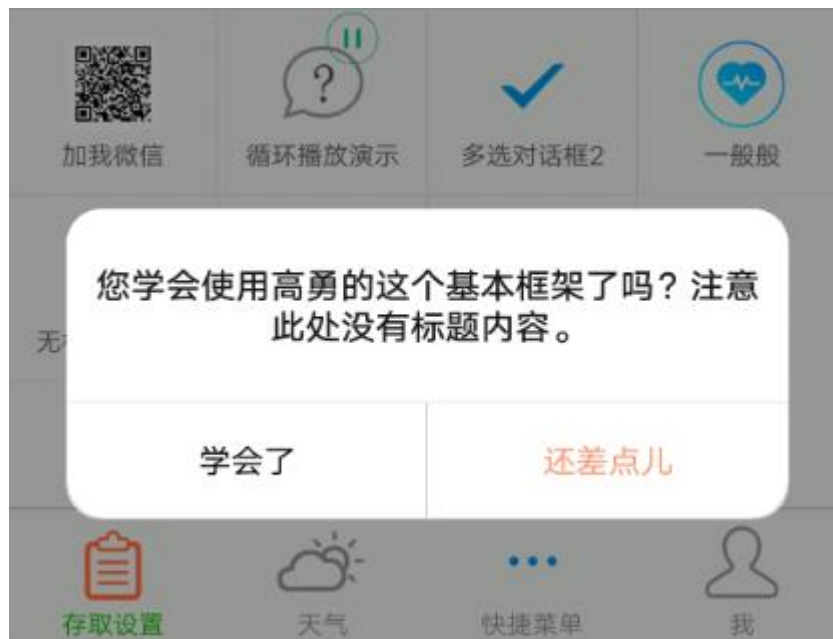 加我微信
循环播放演示
多选对话框2
一般般
您学会使用高勇的这个基本框架了吗？注意
此处没有标题内容。
无
学会了
还差点儿
存取设置
天气
快捷菜单
我